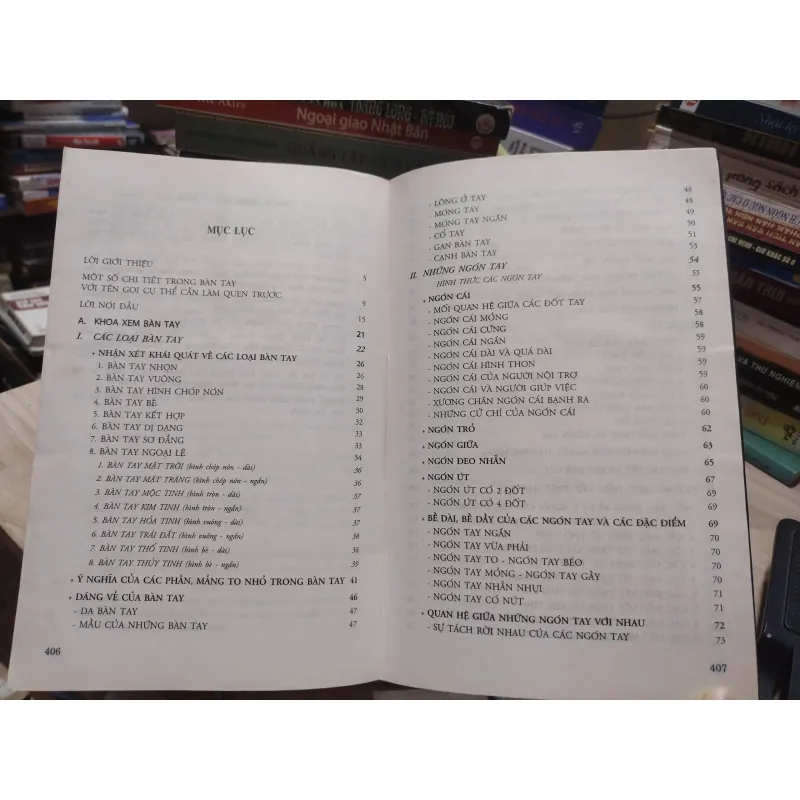 Ngoại giao Nhật Bản
MỤC LỤC
LỜI GIỚI THIỆU
MỘT SỐ CHI TIẾT TRONG BÀN TAY 5
VỚI TÊN GỌI CỤ THỂ CẦN LÀM QUEN TRƯỚC
LỜI NÓI ĐẦU 9
A. KHOA XEM BÀN TAY 15
I. CÁC LOẠI BÀN TAY 21
+ NHẬN XÉT KHÁI QUÁT VỀ CÁC LOẠI BÀN TAY 22
1. BÀN TAY NHỌN 26
2. BÀN TAY VUÔNG 26
3. BÀN TAY HÌNH CHÓP NÓN 28
4. BÀN TAY BÈ 29
5. BÀN TAY KẾT HỢP 30
6. BÀN TAY DỊ DẠNG 32
7. BÀN TAY SƠ ĐẲNG 33
8. BÀN TAY NGOẠI LỆ 34
1. BÀN TAY MẶT TRỜI (hình chóp nón - dài) 36
2. BÀN TAY MẶT TRĂNG (hình chóp nón - ngắn) 36
3. BÀN TAY MỘC TINH (hình tròn - dài) 37
4. BÀN TAY KIM TINH (hình tròn - ngắn) 37
5. BÀN TAY HỎA TINH (hình vuông - dài) 37
6. BÀN TAY TRÁI ĐẤT (hình vuông - ngắn) 38
7. BÀN TAY THỔ TINH (hình bè - dài) 38
8. BÀN TAY THỦY TINH (hình bè - ngắn) 39
+ Ý NGHĨA CỦA CÁC PHẦN, MẢNG TO NHỎ TRONG BÀN TAY 41
+ DÁNG VẺ CỦA BÀN TAY 46
- DA BÀN TAY 47
- MẦU CỦA NHỮNG BÀN TAY 47
406
- LÔNG Ở TAY 48
- MÓNG TAY 48
- MÓNG TAY NGẮN 49
- CỔ TAY 50
- GAN BÀN TAY 51
- CẠNH BÀN TAY 53
II. NHỮNG NGÓN TAY 54
HÌNH THỨC CÁC NGÓN TAY 55
+ NGÓN CÁI 55
- MỐI QUAN HỆ GIỮA CÁC ĐỐT TAY 57
- NGÓN CÁI MỎNG 58
- NGÓN CÁI CỨNG 58
- NGÓN CÁI NGẮN 59
- NGÓN CÁI DÀI VÀ QUÁ DÀI 59
- NGÓN CÁI HÌNH THON 59
- NGÓN CÁI CỦA NGƯỜI NỘI TRỢ 59
- NGÓN CÁI VÀ NGƯỜI GIÚP VIỆC 60
- XƯƠNG CHÂN NGÓN CÁI BẠNH RA 60
- NHỮNG CỬ CHỈ CỦA NGÓN CÁI 60
+ NGÓN TRỎ 62
+ NGÓN GIỮA 63
+ NGÓN ĐEO NHẪN 65
+ NGÓN ÚT 67
- NGÓN ÚT CÓ 2 ĐỐT 69
- NGÓN ÚT CÓ 4 ĐỐT 69
+ BỀ DÀI, BỀ DẦY CỦA CÁC NGÓN TAY VÀ CÁC ĐẶC ĐIỂM 69
- NGÓN TAY NGẮN 70
- NGÓN TAY VỪA PHẢI 70
- NGÓN TAY TO - NGÓN TAY BÉO 70
- NGÓN TAY MỎNG - NGÓN TAY GẦY 71
- NGÓN TAY NHẴN NHỤI 71
- NGÓN TAY CÓ NÚT 71
+ QUAN HỆ GIỮA NHỮNG NGÓN TAY VỚI NHAU 72
- SỰ TÁCH RỜI NHAU CỦA CÁC NGÓN TAY 73
407